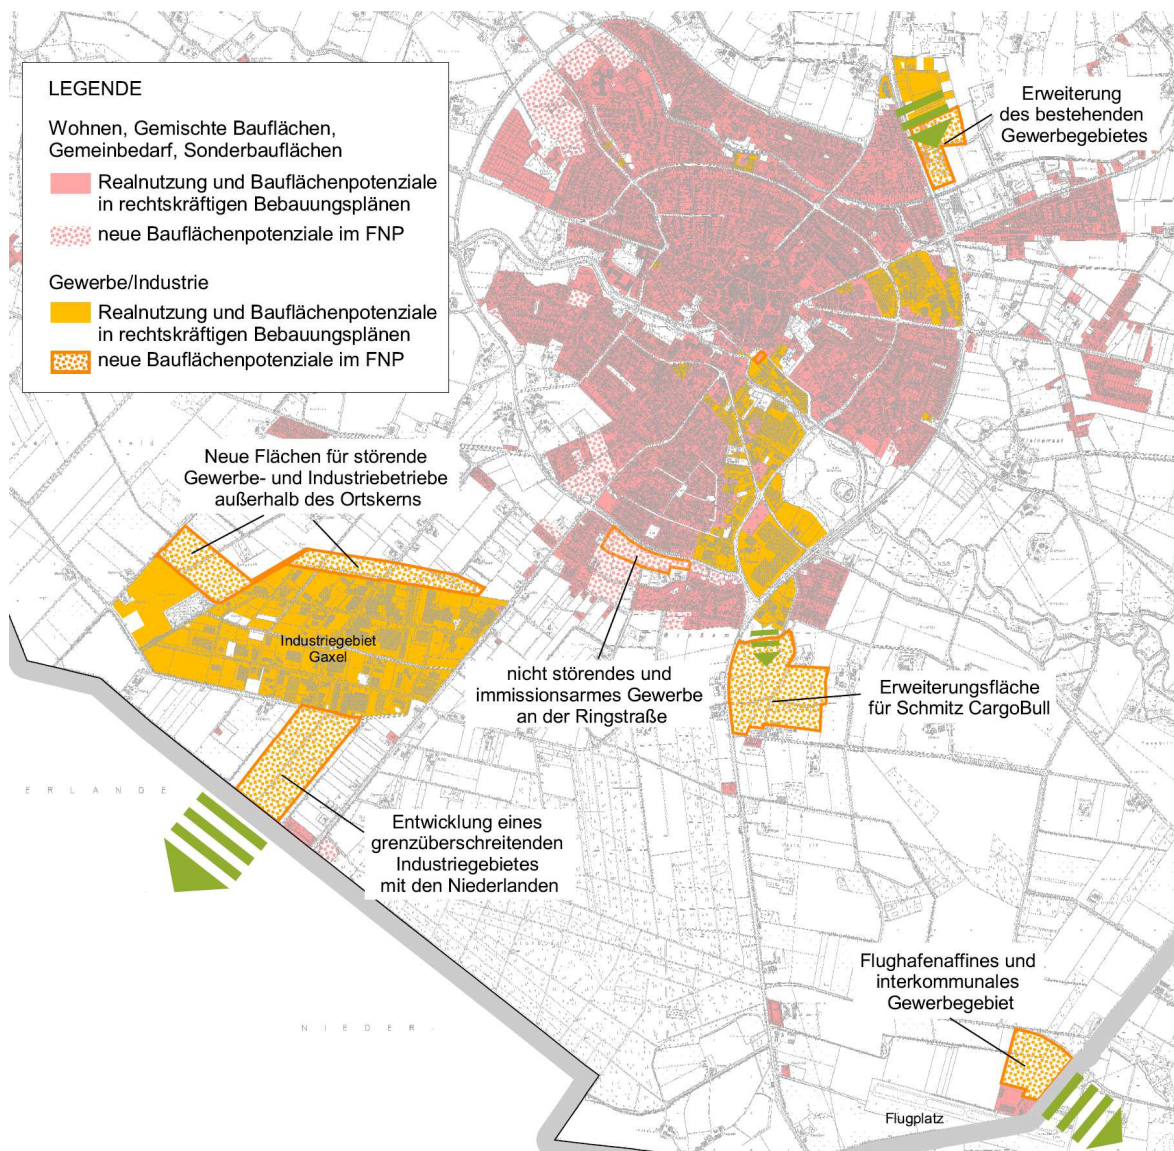 LEGENDE
Wohnen, Gemischte Bauflächen,
Gemeinbedarf, Sonderbauflächen
Realnutzung und Bauflächenpotenziale
in rechtskräftigen Bebauungsplänen
neue Bauflächenpotenziale im FNP
Gewerbe/Industrie
Realnutzung und Bauflächenpotenziale
in rechtskräftigen Bebauungsplänen
neue Bauflächenpotenziale im FNP
Erweiterung
des bestehenden
Gewerbegebietes
Neue Flächen für störende
Gewerbe- und Industriebetriebe
außerhalb des Ortskerns
Industriegebiet
Gaxel
nicht störendes und
immissionsarmes Gewerbe
an der Ringstraße
Erweiterungsfläche
für Schmitz CargoBull
Entwicklung eines
grenzüberschreitenden
Industriegebietes
mit den Niederlanden
ERLANDE
NIEDER-
Flughafenaffines und
interkommunales
Gewerbegebiet
Flugplatz